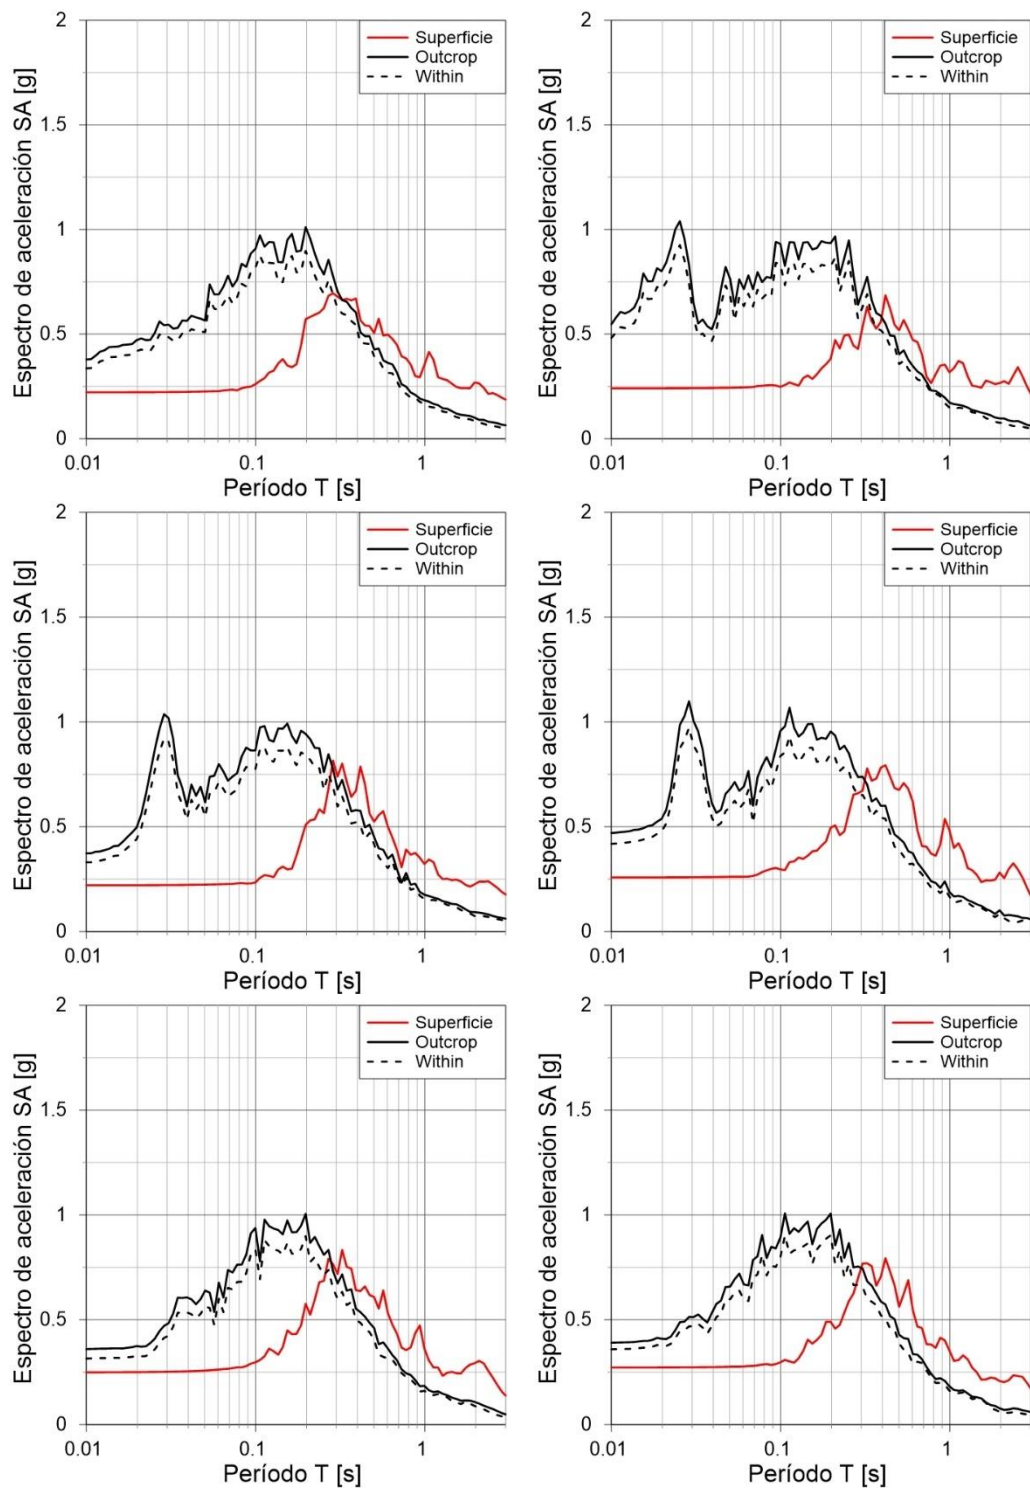 Espectro de aceleración SA [g]
2
1.5
1
0.5
0
Superficie
Outcrop
Within
0.01
0.1
1
Período T [s]
Espectro de aceleración SA [g]
2
1.5
1
0.5
0
Superficie
Outcrop
Within
0.01
0.1
1
Período T [s]
Espectro de aceleración SA [g]
2
1.5
1
0.5
0
Superficie
Outcrop
Within
0.01
0.1
1
Período T [s]
Espectro de aceleración SA [g]
2
1.5
1
0.5
0
Superficie
Outcrop
Within
0.01
0.1
1
Período T [s]
Espectro de aceleración SA [g]
2
1.5
1
0.5
0
Superficie
Outcrop
Within
0.01
0.1
1
Período T [s]
Espectro de aceleración SA [g]
2
1.5
1
0.5
0
Superficie
Outcrop
Within
0.01
0.1
1
Período T [s]